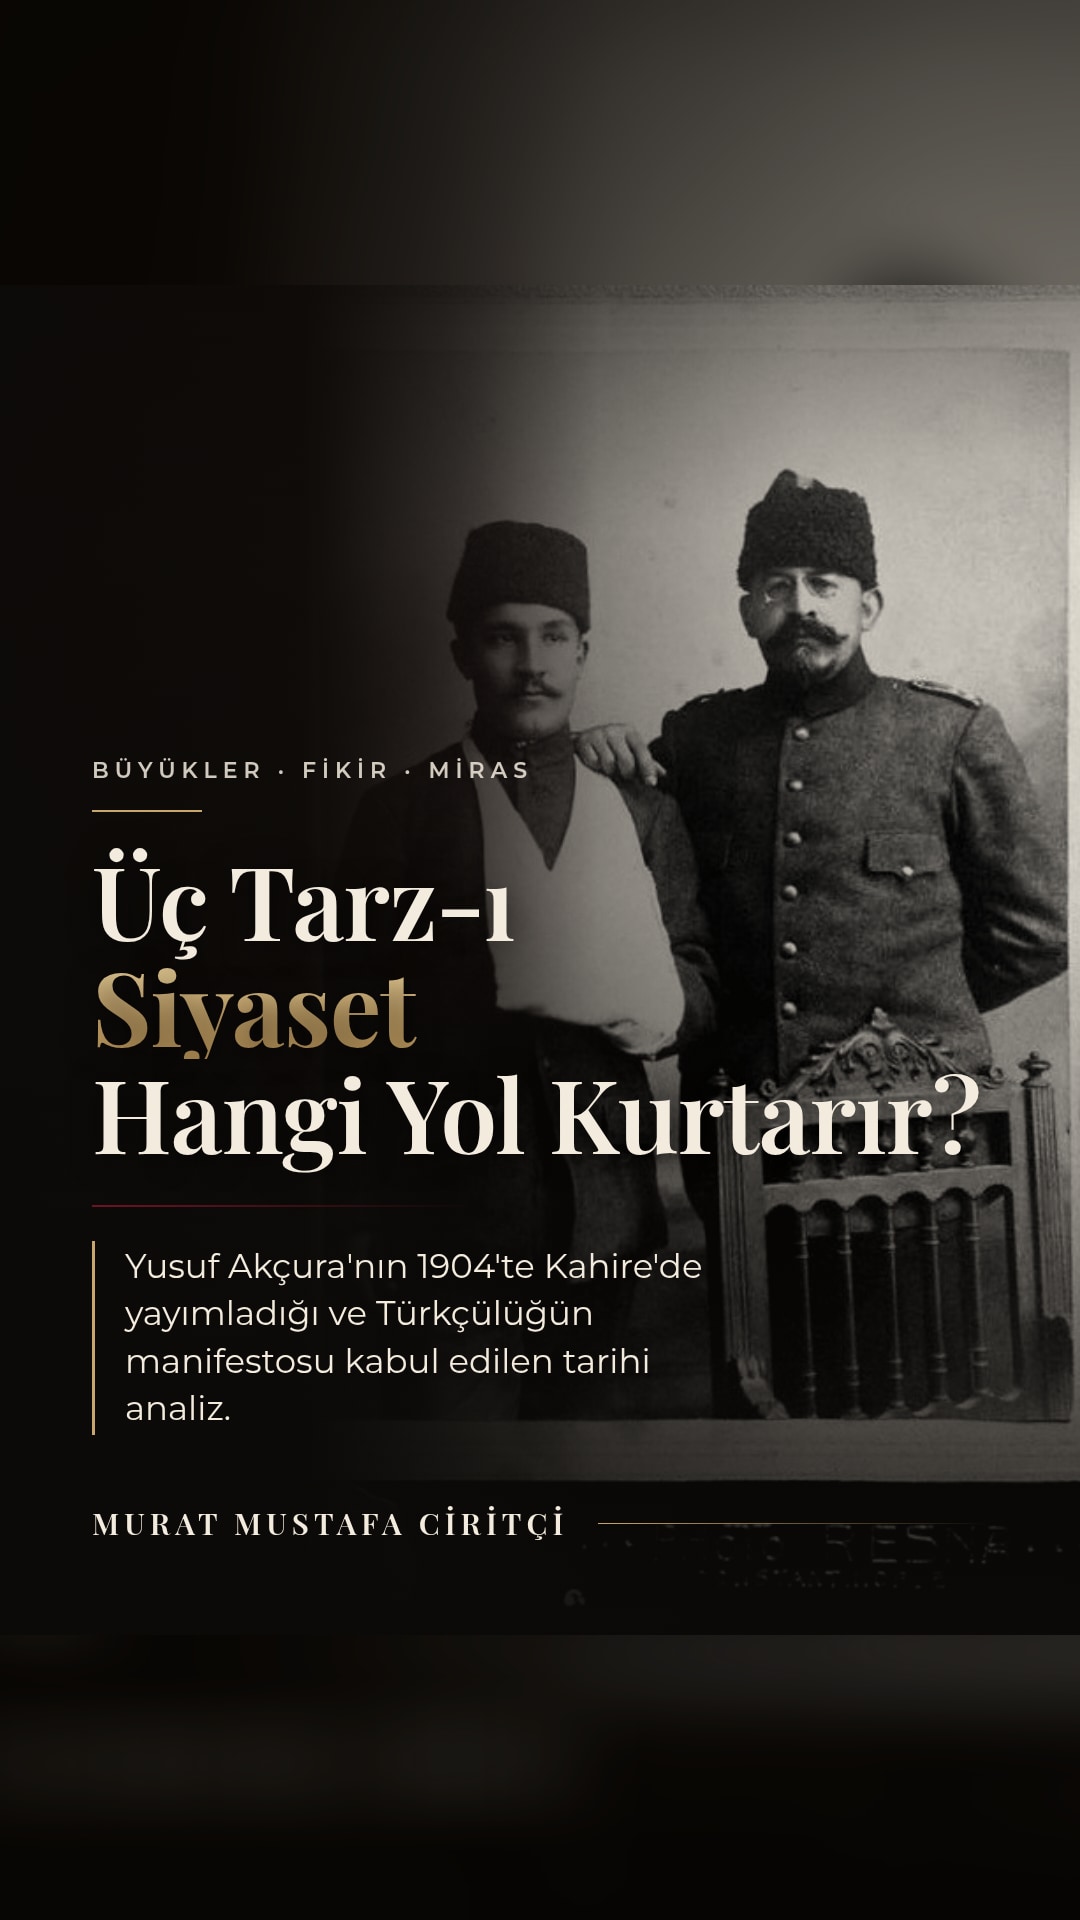 BÜYÜKLER · FİKİR · MİRAS
Üç Tarz-ı
Siyaset
Hangi Yol Kurtarır?
Yusuf Akçura'nın 1904'te Kahire'de
yayımladığı ve Türkçülüğün
manifestosu kabul edilen tarihi
analiz.
MURAT MUSTAFA CİRİTÇİ
RESNA